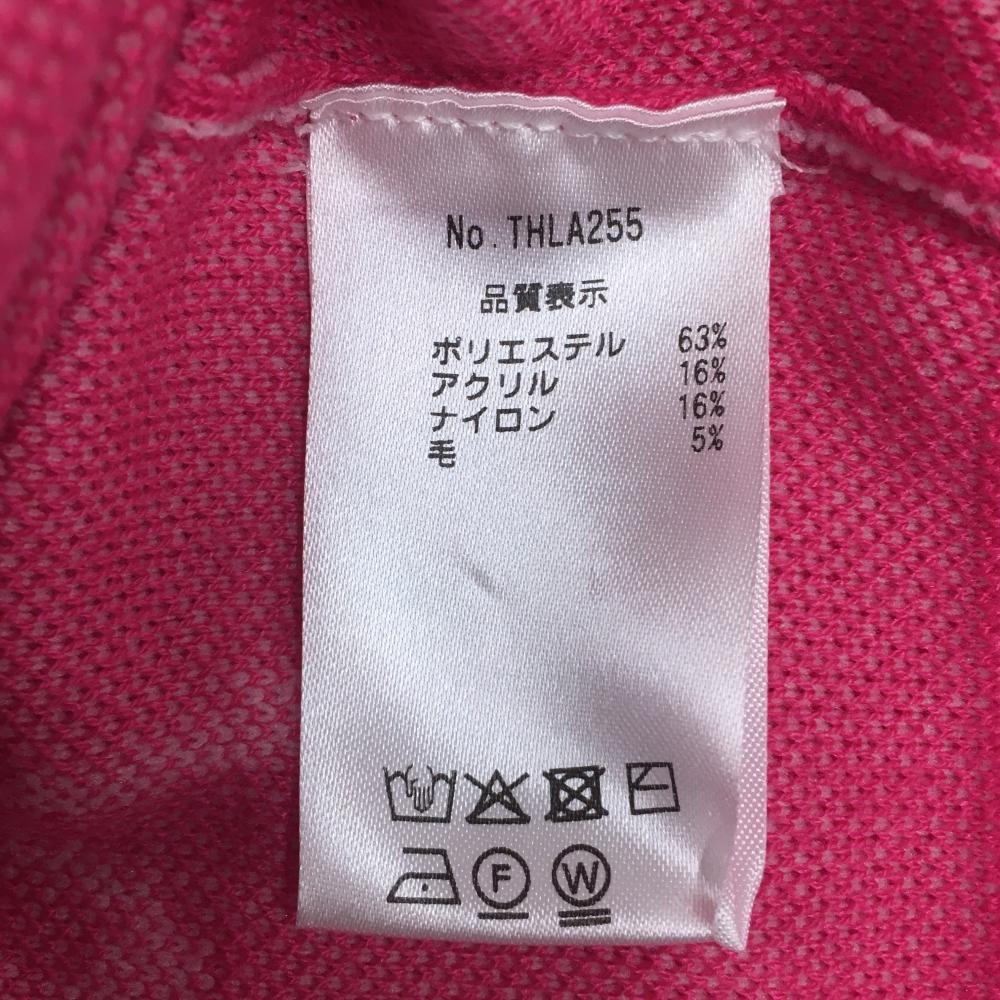 No.THLA255
品質表示
ポリエステル 63%
アクリル 16%
ナイロン 16%
毛 5%
F W